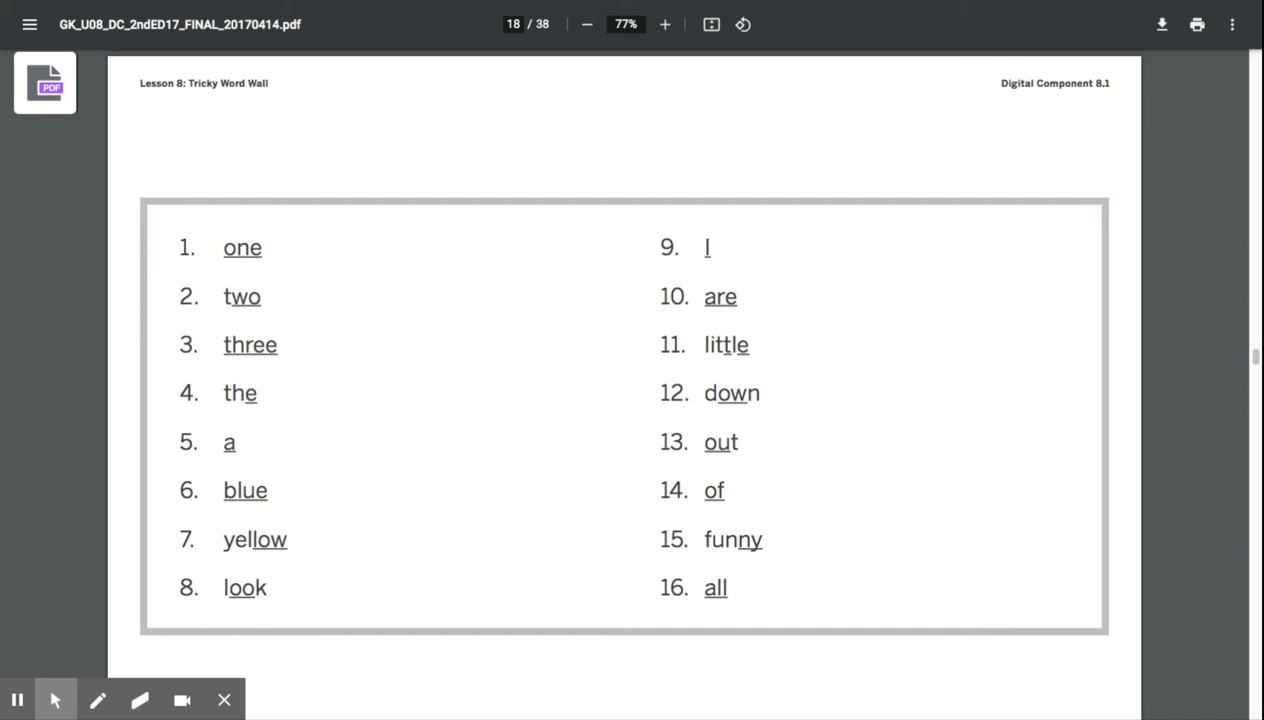 GK_U08_DC_2ndED17_FINAL_20170414.pdf
18 / 38
77%
PDF
Lesson 8: Tricky Word Wall
Digital Component 8.1
1. one
2. two
3. three
4. the
5. a
6. blue
7. yellow
8. look
9. I
10. are
11. little
12. down
13. out
14. of
15. funny
16. all